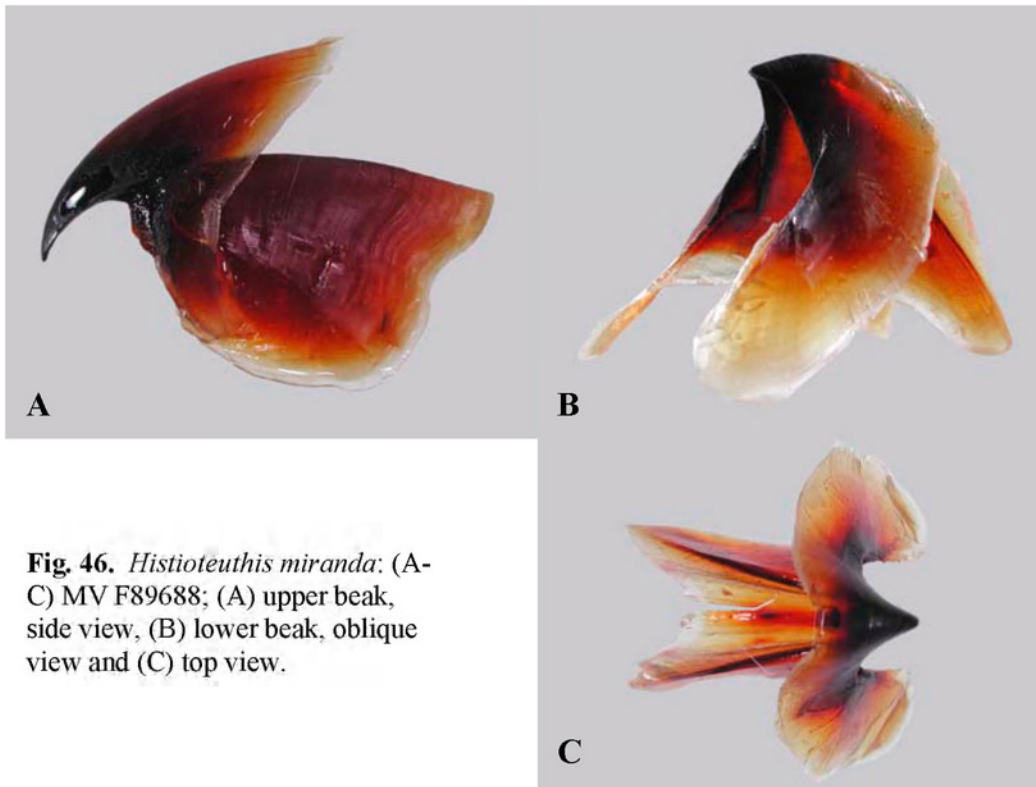 A
B
Fig. 46. Histioteuthis miranda: (A-
C) MV F89688; (A) upper beak,
side view, (B) lower beak, oblique
view and (C) top view.
C